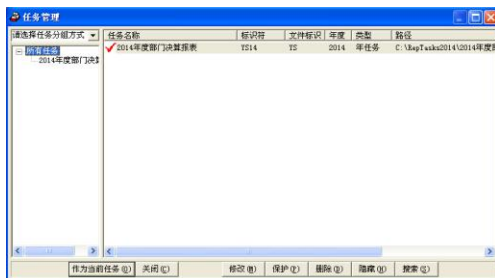 任务管理
请选择任务分组方式
任务名称 标识符 文件标识 年度 类型 路径
所有任务
2014年度部门决算报表 YS14 YS 2014 年任务 C:\RepTasks2014\2014年度部
2014年度部门决
作为当前任务(Q) 关闭(C) 修改(M) 保护(P) 删除(D) 隐藏(H) 搜索(S)